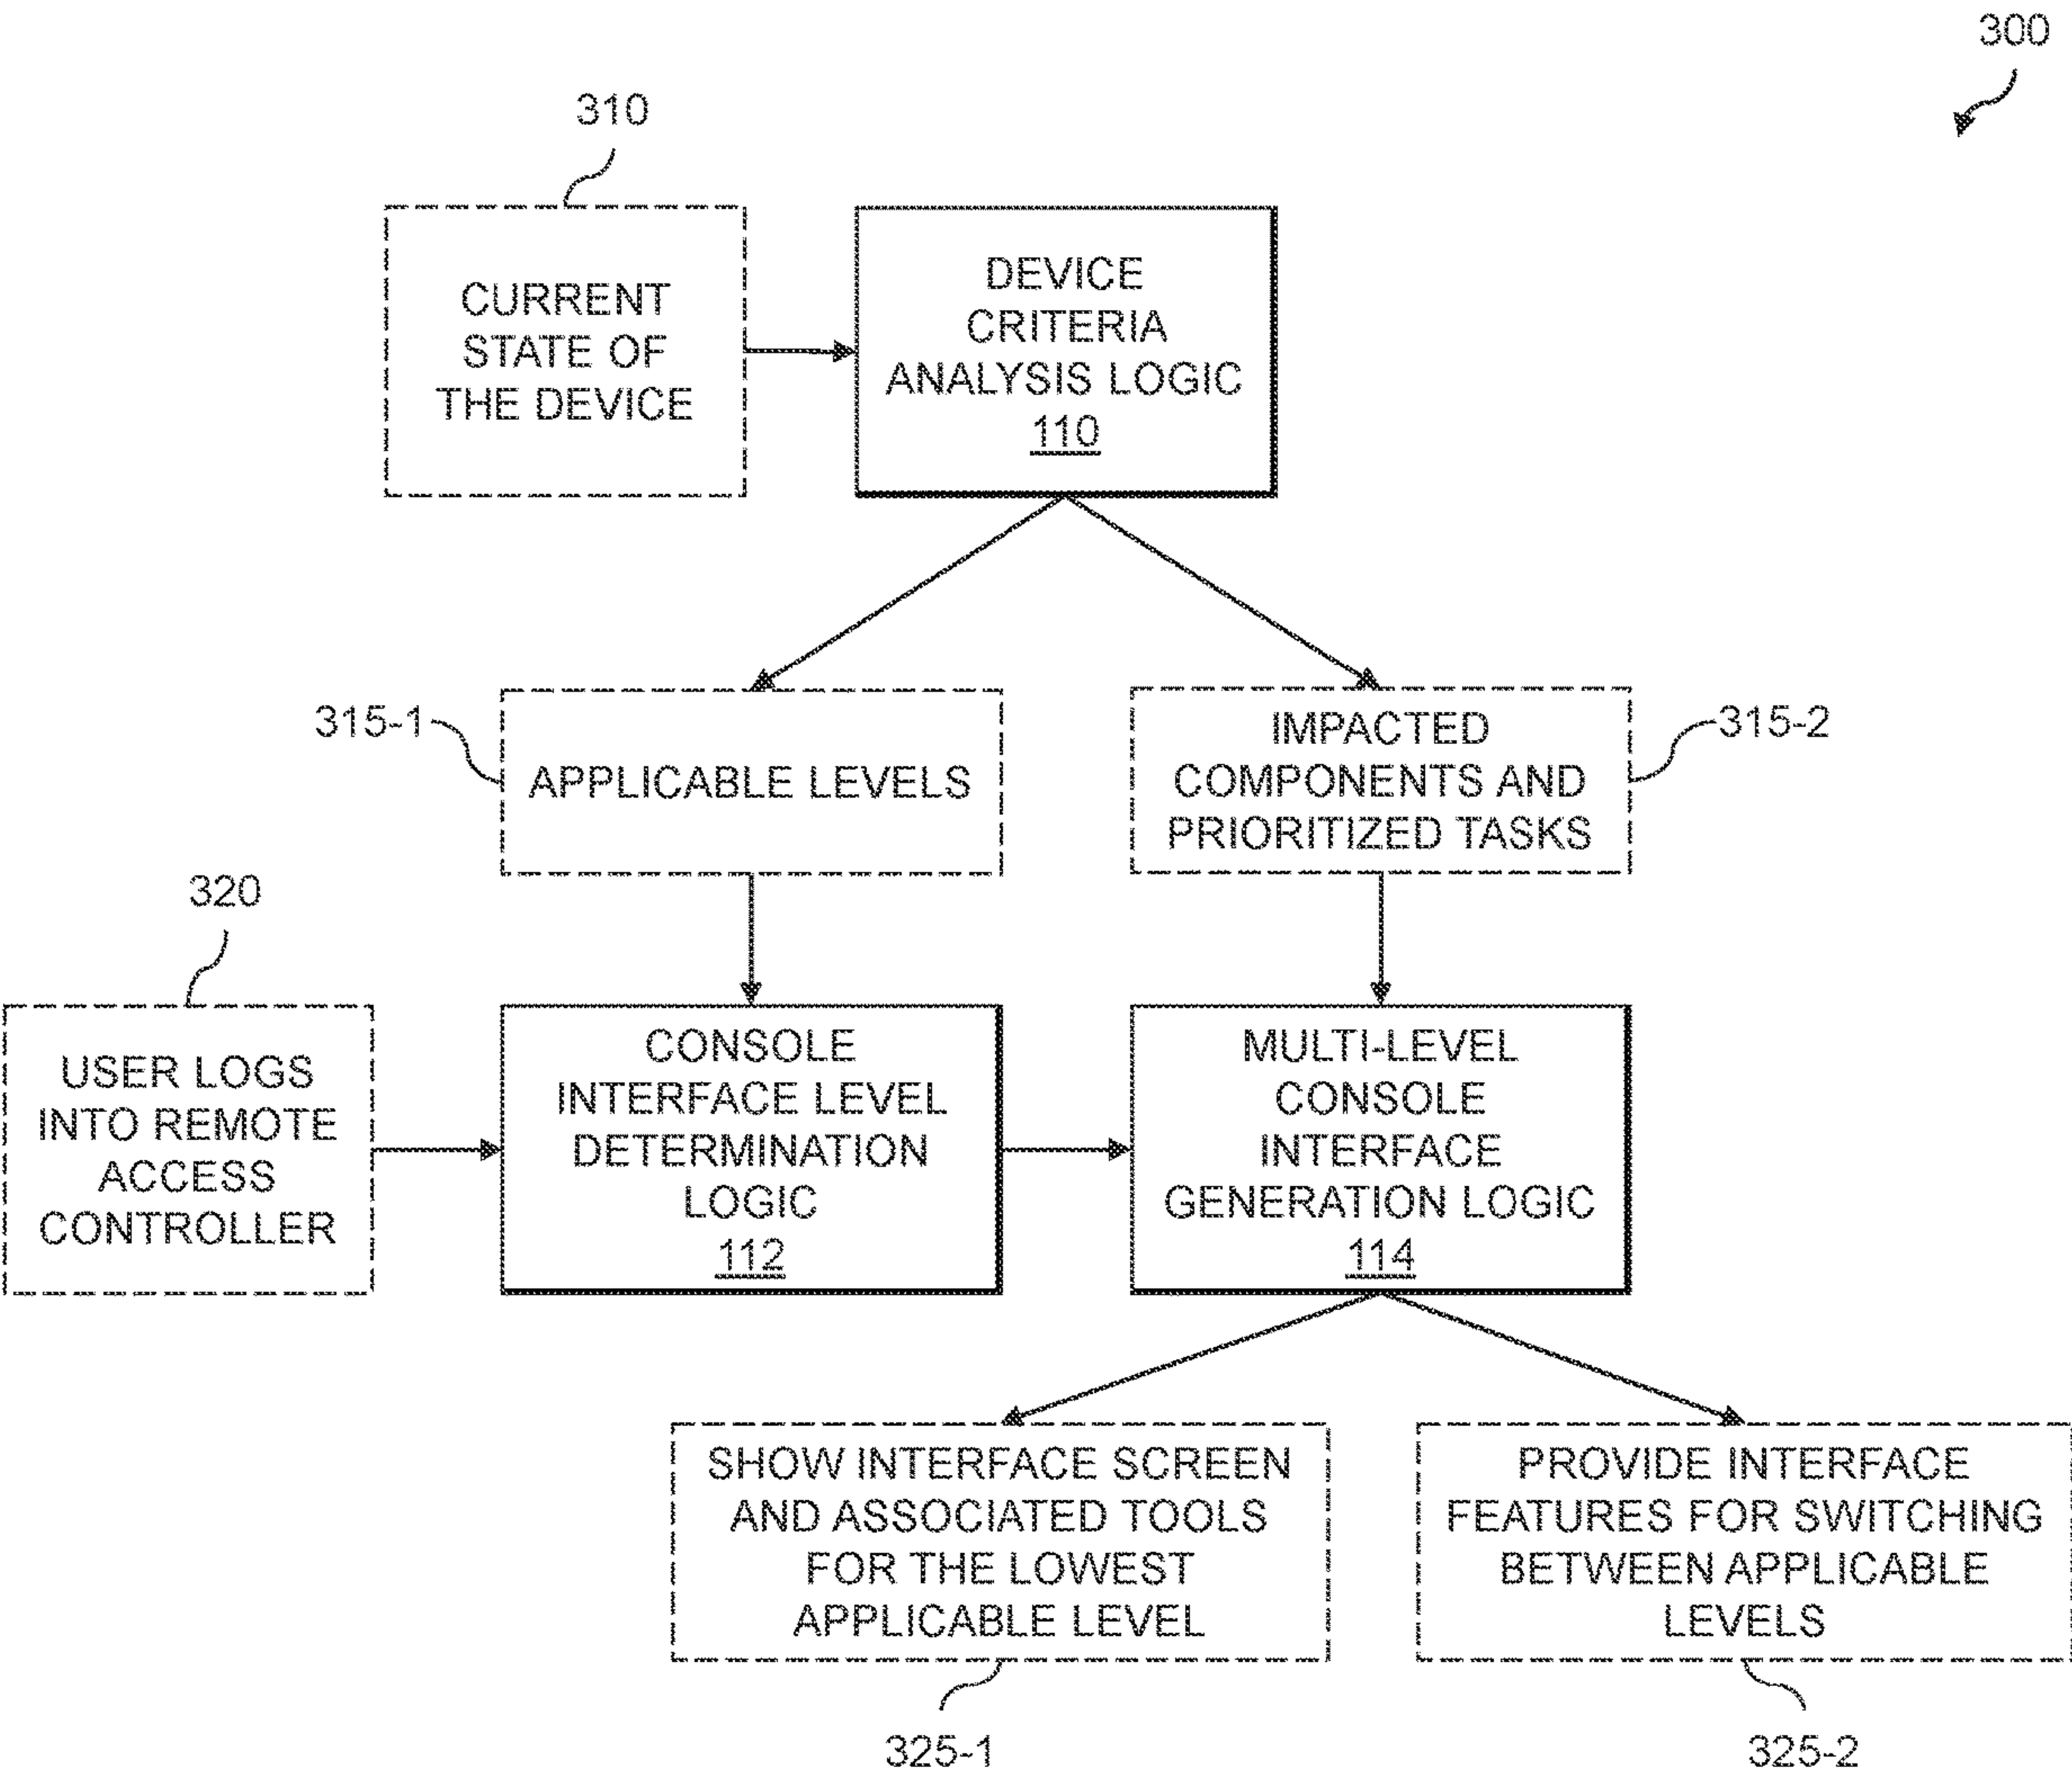 300
310
CURRENT
STATE OF
THE DEVICE
DEVICE
CRITERIA
ANALYSIS LOGIC
110
315-1
APPLICABLE LEVELS
IMPACTED
COMPONENTS AND
PRIORITIZED TASKS
315-2
320
USER LOGS
INTO REMOTE
ACCESS
CONTROLLER
CONSOLE
INTERFACE LEVEL
DETERMINATION
LOGIC
112
MULTI-LEVEL
CONSOLE
INTERFACE
GENERATION LOGIC
114
SHOW INTERFACE SCREEN
AND ASSOCIATED TOOLS
FOR THE LOWEST
APPLICABLE LEVEL
325-1
PROVIDE INTERFACE
FEATURES FOR SWITCHING
BETWEEN APPLICABLE
LEVELS
325-2